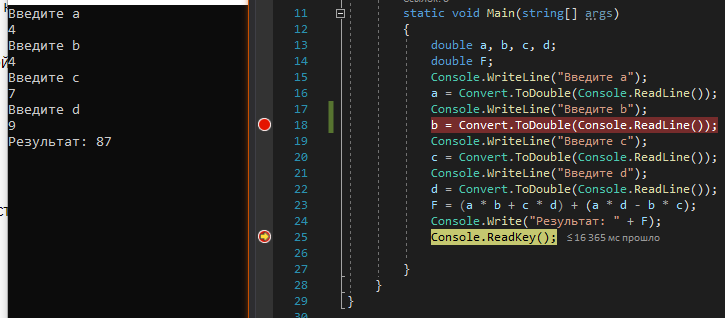 Введите a
4
Введите b
4
Введите c
7
Введите d
9
Результат: 87
11 static void Main(string[] args)
12 {
13 double a, b, c, d;
14 double F;
15 Console.WriteLine("Введите a");
16 a = Convert.ToDouble(Console.ReadLine());
17 Console.WriteLine("Введите b");
18 b = Convert.ToDouble(Console.ReadLine());
19 Console.WriteLine("Введите c");
20 c = Convert.ToDouble(Console.ReadLine());
21 Console.WriteLine("Введите d");
22 d = Convert.ToDouble(Console.ReadLine());
23 F = (a * b + c * d) + (a * d - b * c);
24 Console.Write("Результат: " + F);
25 Console.ReadKey(); ≤16 365 мс прошло
26
27 }
28 }
29 }
30